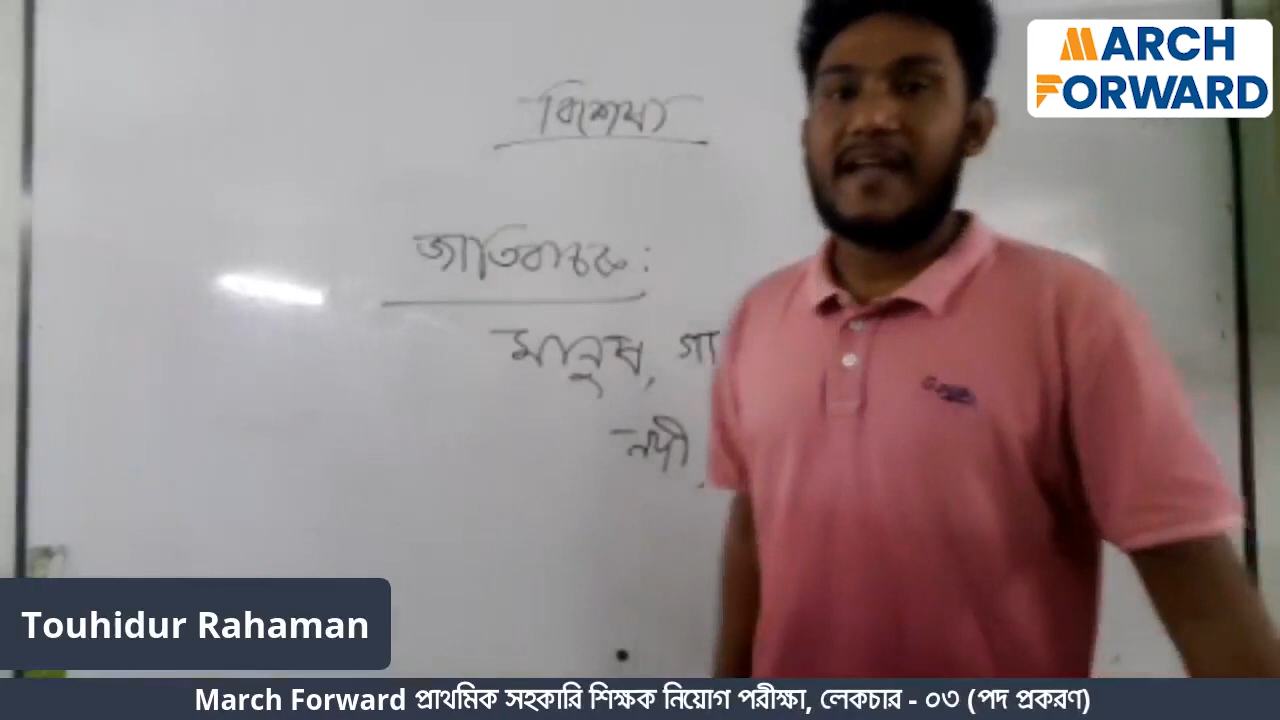 MARCH
FORWARD
বিশেষ্য
জাতিবাচক:
মানুষ, গা
নদী,
Touhidur Rahaman
March Forward প্রাথমিক সহকারি শিক্ষক নিয়োগ পরীক্ষা, লেকচার - ০৩ (পদ প্রকরণ)